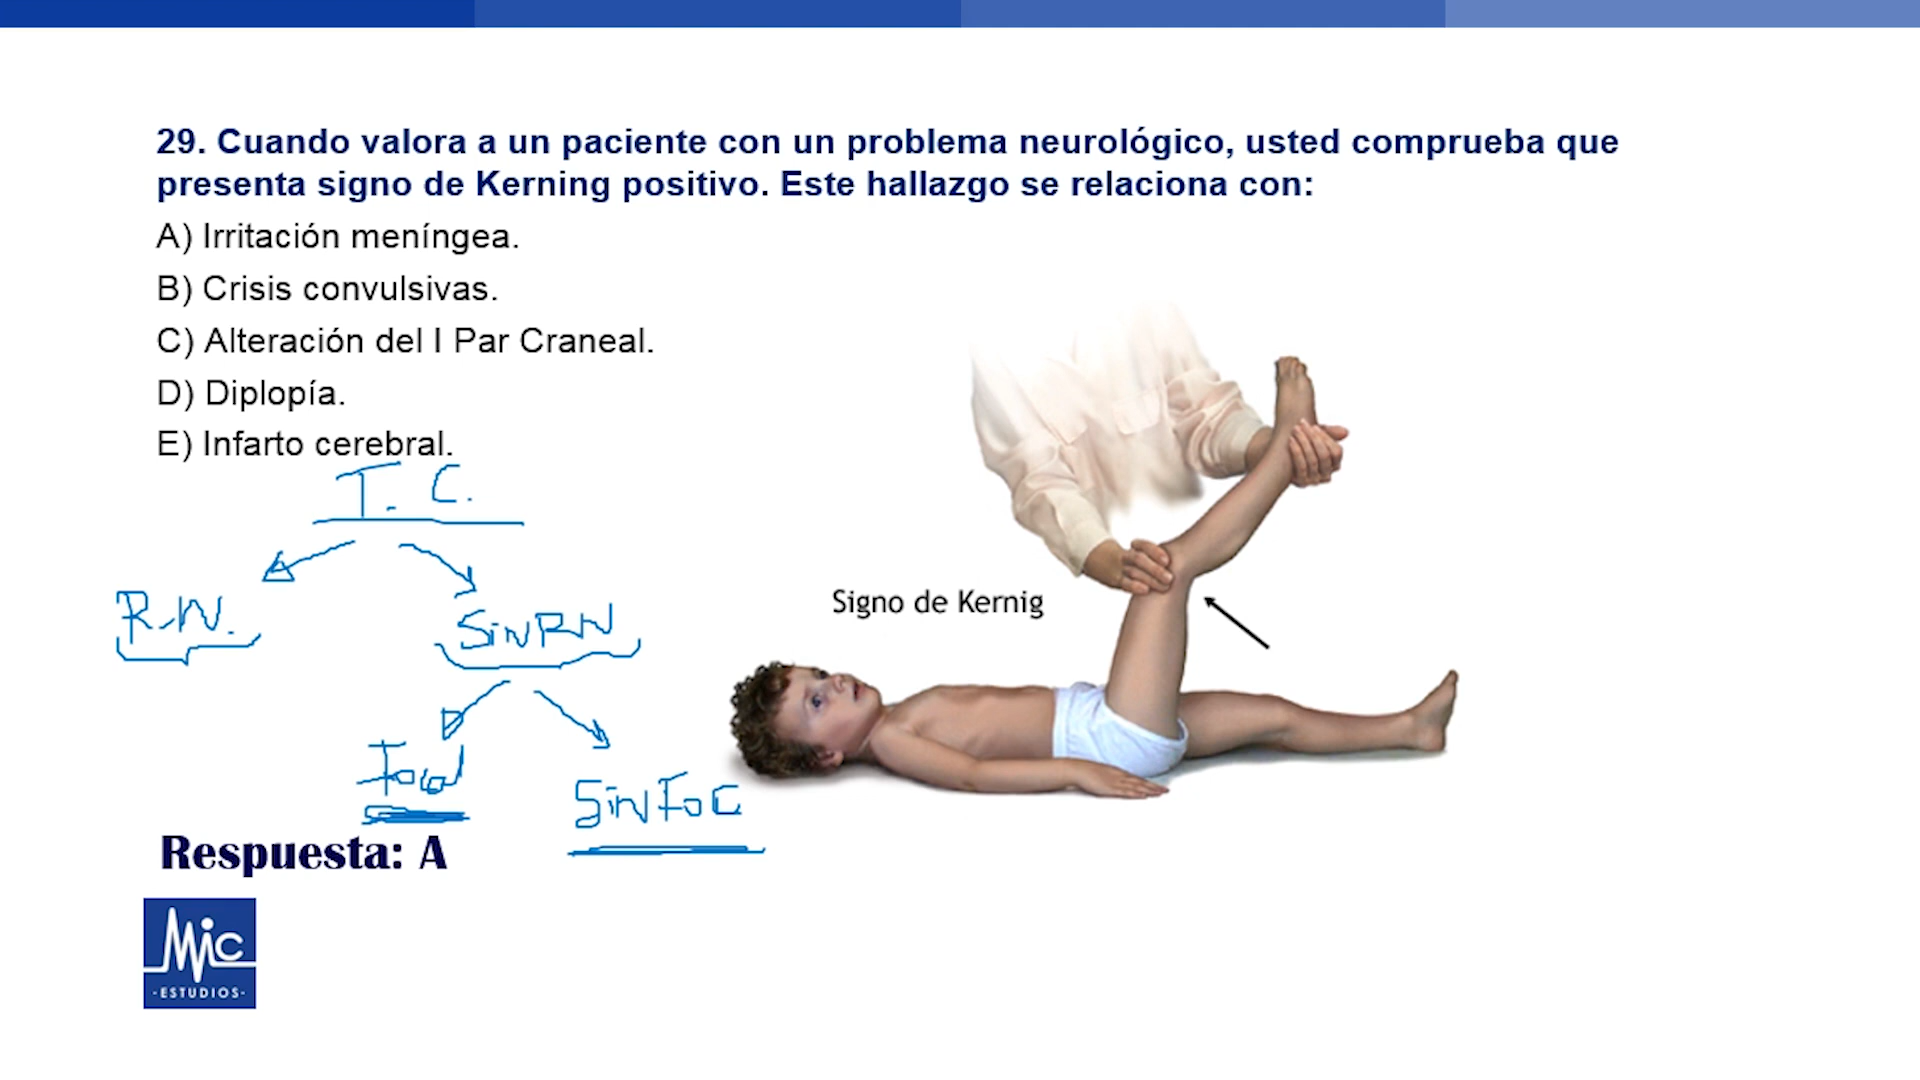 29. Cuando valora a un paciente con un problema neurológico, usted comprueba que
presenta signo de Kerning positivo. Este hallazgo se relaciona con:
A) Irritación meníngea.
B) Crisis convulsivas.
C) Alteración del I Par Craneal.
D) Diplopía.
E) Infarto cerebral.
T. C.
R-N.
SiN RN
Signo de Kernig
SiN FoC
Respuesta: A
Mic
·ESTUDIOS·